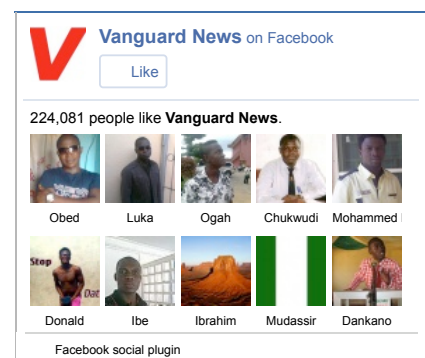 V
Vanguard News on Facebook
Like
224,081 people like Vanguard News.
Obed Luka Ogah Chukwudi Mohammed
Stop
Dat
Donald Ibe Ibrahim Mudassir Dankano
Facebook social plugin